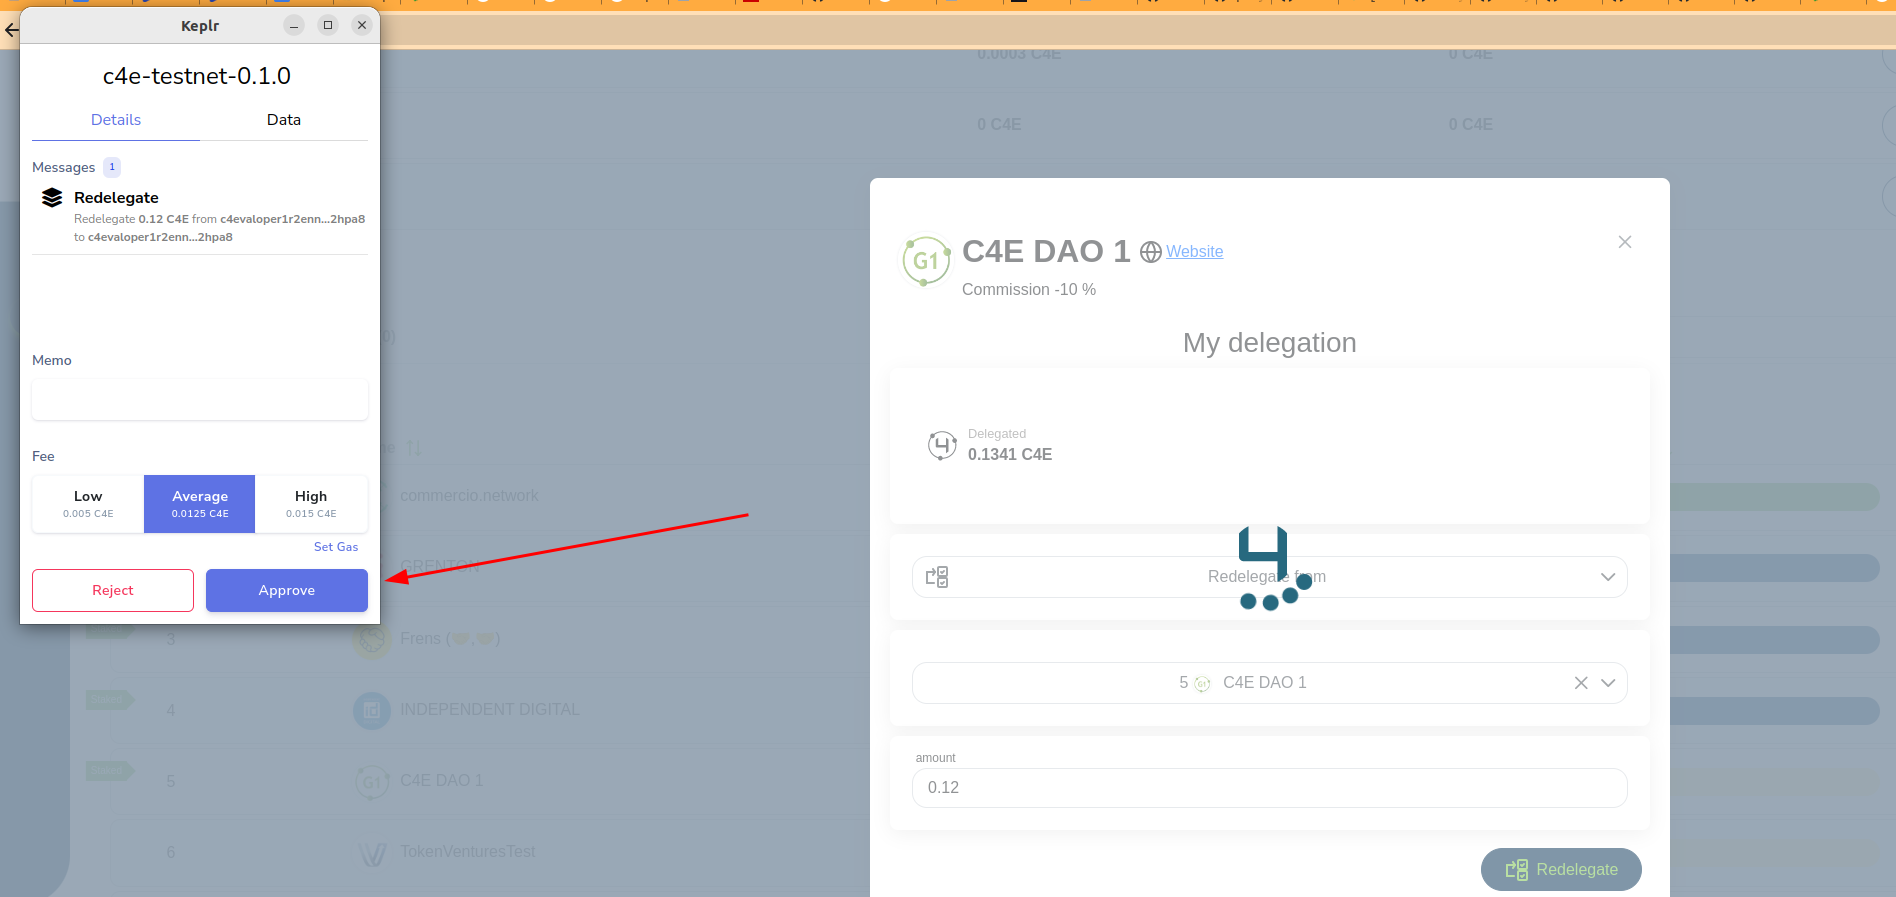 Keplr
c4e-testnet-0.1.0
Details
Data
Messages 1
Redelegate
Redelegate 0.12 C4E from c4evaloper1r2enn...2hpa8
to c4evaloper1r2enn...2hpa8
Memo
Fee
Low
0.005 C4E
Average
0.0125 C4E
High
0.015 C4E
Set Gas
Reject
Approve
0.0003 C4E
0 C4E
0 C4E
0 C4E
commercio.network
GRENTON
3
Frens (🤝,🤝)
4
id
INDEPENDENT DIGITAL
5
G1
C4E DAO 1
6
TokenVenturesTest
G1
C4E DAO 1
Website
Commission -10 %
My delegation
Delegated
0.1341 C4E
Redelegate from
5
G1
C4E DAO 1
amount
0.12
Redelegate